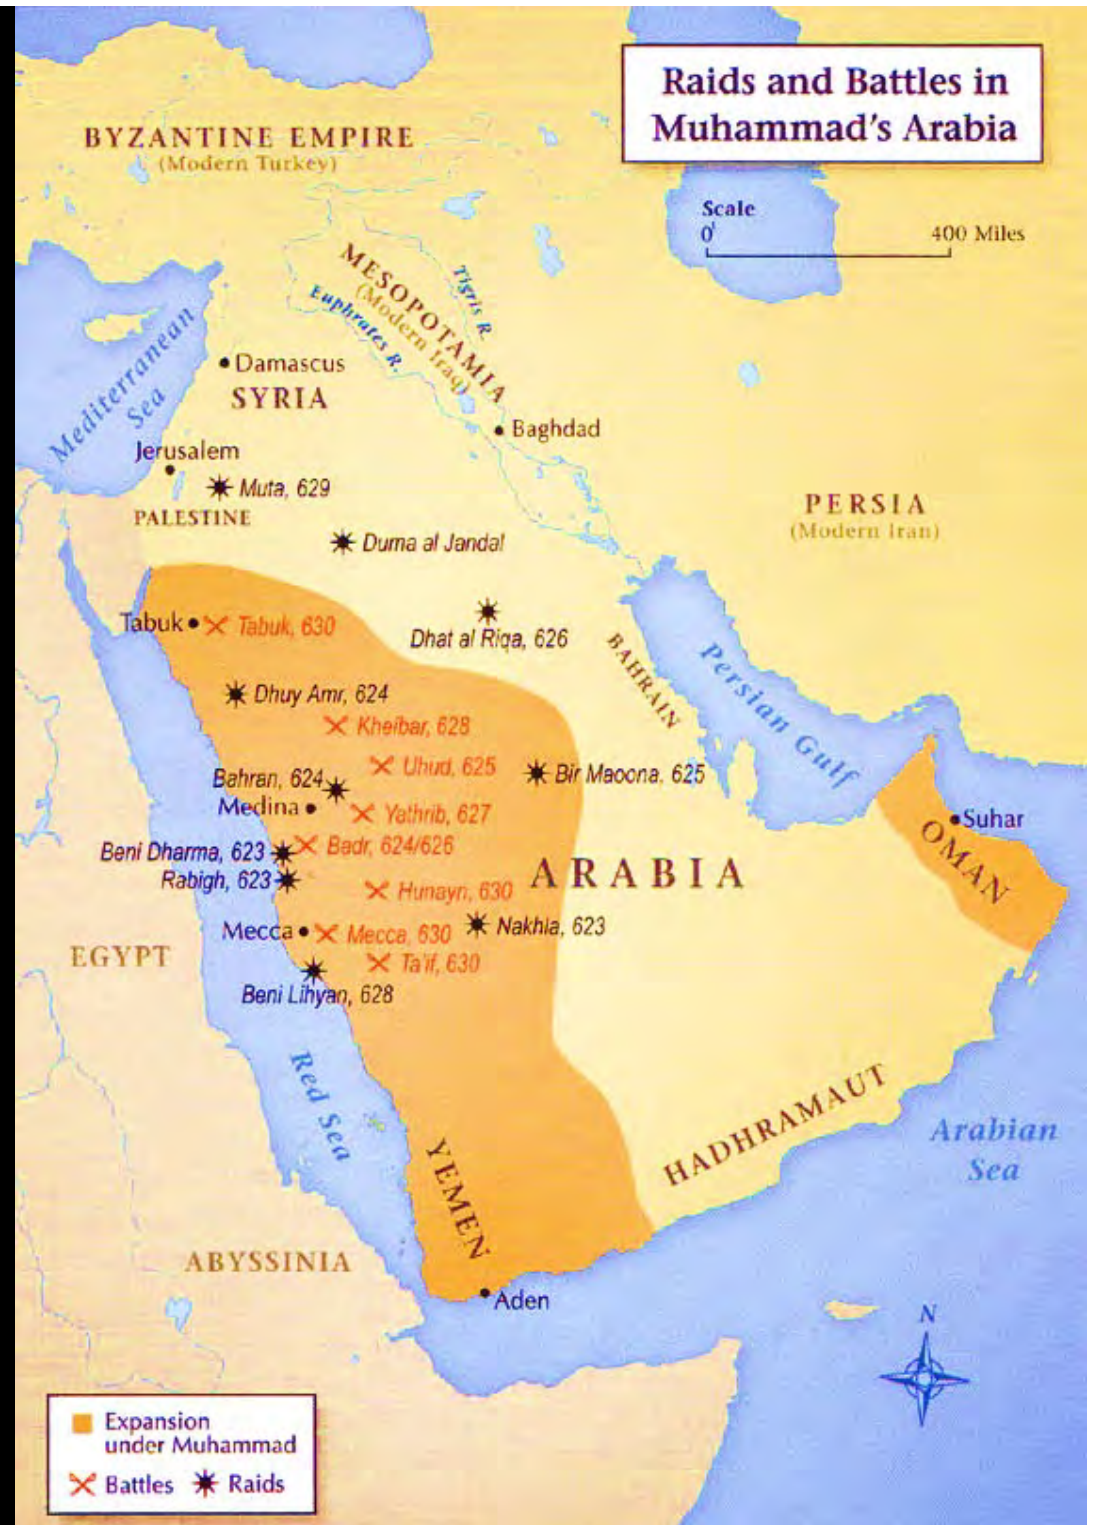 Raids and Battles in
Muhammad's Arabia
BYZANTINE EMPIRE
(Modern Turkey)
Scale
0
400 Miles
MESOPOTAMIA
(Modern Iraq)
Tigris R.
Euphrates R.
Mediterranean
Sea
Damascus
SYRIA
Baghdad
Jerusalem
Muta, 629
PALESTINE
PERSIA
(Modern Iran)
Duma al Jandal
Tabuk
Tabuk, 630
Dhat al Riqa, 626
BAHRAIN
Persian Gulf
Dhuy Amr, 624
Kheibar, 628
Uhud, 625
Bir Maoona, 625
Bahran, 624
Medina
Yathrib, 627
Suhar
OMAN
Beni Dharma, 623
Badr, 624/626
Rabigh, 623
ARABIA
Hunayn, 630
Mecca
Mecca, 630
Nakhla, 623
EGYPT
Ta'if, 630
Beni Lihyan, 628
Red Sea
HADHRAMAUT
Arabian
Sea
YEMEN
ABYSSINIA
Aden
N
Expansion
under Muhammad
Battles
Raids